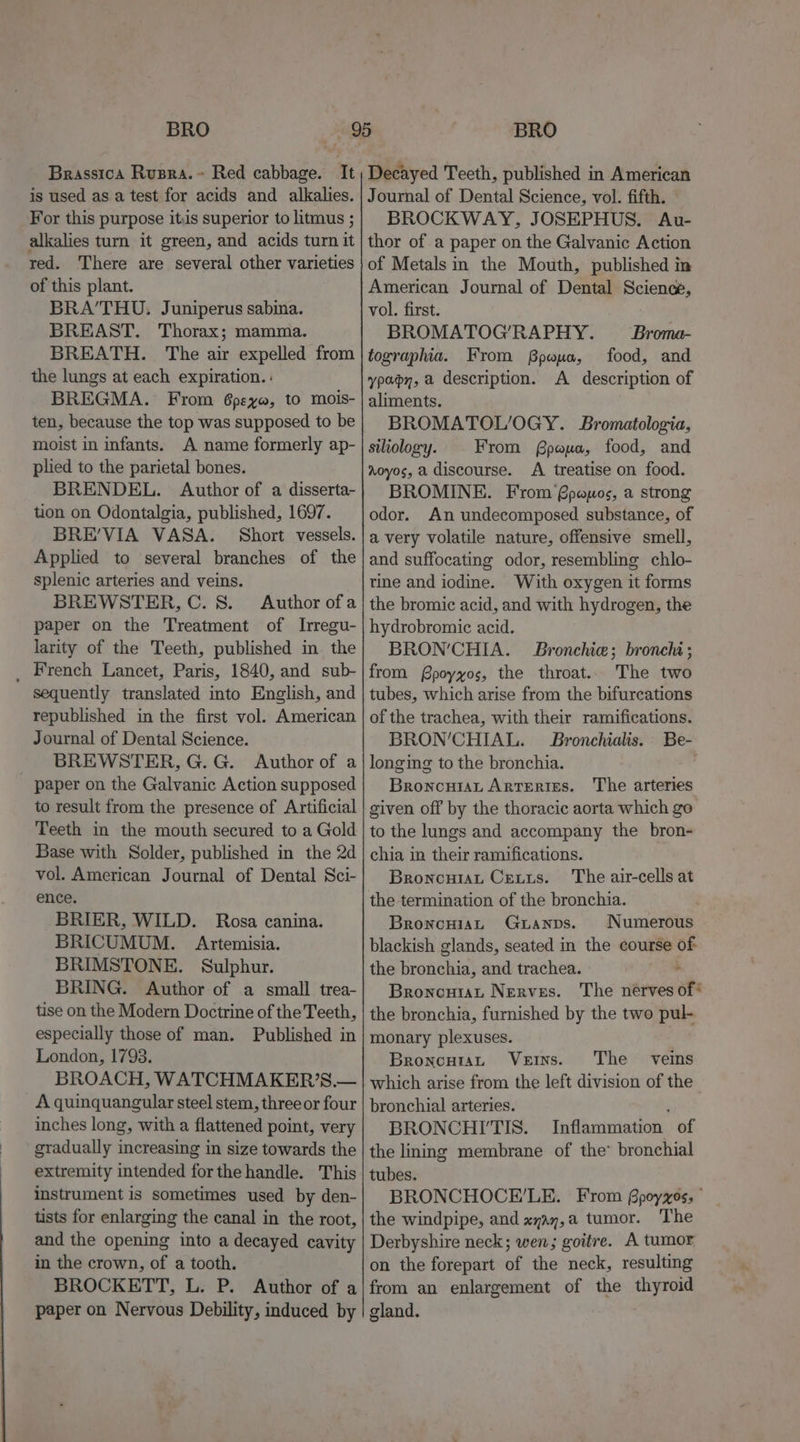 BRO 95 BRO
Brassica Rubra. - Red cabbage. It
is used as a test for acids and alkalies.
For this purpose it is superior to litmus ;
alkalies turn it green, and acids turn it
red. There are several other varieties
of this plant.
BRA'THU. Juniperus sabina.
BREAST. Thorax; mamma.
BREATH. The air expelled from
the lungs at each expiration.
BREGMA. From βρεχω, to mois-
ten, because the top was supposed to be
moist in infants. A name formerly ap-
plied to the parietal bones.
BRENDEL. Author of a disserta-
tion on Odontalgia, published, 1697.
BRE'VIA VASA. Short vessels.
Applied to several branches of the
splenic arteries and veins.
BREWSTER, C. S. Author of a
paper on the Treatment of Irregu-
larity of the Teeth, published in the
French Lancet, Paris, 1840, and sub-
sequently translated into English, and
republished in the first vol. American
Journal of Dental Science.
BREWSTER, G. G. Author of a
paper on the Galvanic Action supposed
to result from the presence of Artificial
Teeth in the mouth secured to a Gold
Base with Solder, published in the 2d
vol. American Journal of Dental Sci-
ence.
BRIER, WILD. Rosa canina.
BRICUMUM. Artemisia.
BRIMSTONE. Sulphur.
BRING. Author of a small trea-
tise on the Modern Doctrine of the Teeth,
especially those of man. Published in
London, 1793.
BROACH, WATCHMAKER'S.—
A quinquangular steel stem, three or four
inches long, with a flattened point, very
gradually increasing in size towards the
extremity intended for the handle. This
instrument is sometimes used by den-
tists for enlarging the canal in the root,
and the opening into a decayed cavity
in the crown, of a tooth.
BROCKETT, L. P. Author of a
paper on Nervous Debility, induced by
Decayed Teeth, published in American
Journal of Dental Science, vol. fifth.
BROCKWAY, JOSEPHUS. Au-
thor of a paper on the Galvanic Action
of Metals in the Mouth, published in
American Journal of Dental Science,
vol. first.
BROMATOG'RAPHY. Broma-
tographia. From βρωμα, food, and
γραφη, a description. A description of
aliments.
BROMATOL'OGY. Bromatologia,
siliology. From βρωμα, food, and
λογος, a discourse. A treatise on food.
BROMINE. From βρωμος, a strong
odor. An undecomposed substance, of
a very volatile nature, offensive smell,
and suffocating odor, resembling chlo-
rine and iodine. With oxygen it forms
the bromic acid, and with hydrogen, the
hydrobromic acid.
BRON'CHIA. Bronchiæ; bronchi;
from βρογχος, the throat. The two
tubes, which arise from the bifurcations
of the trachea, with their ramifications.
BRON'CHIAL. Bronchialis. Be-
longing to the bronchia.
Bronchial Arteries. The arteries
given off by the thoracic aorta which go
to the lungs and accompany the bron-
chia in their ramifications.
Bronchial Cells. The air-cells at
the termination of the bronchia.
Bronchial Glands. Numerous
blackish glands, seated in the course of
the bronchia, and trachea.
Bronchial Nerves. The nerves of
the bronchia, furnished by the two pul-
monary plexuses.
Bronchial Veins. The veins
which arise from the left division of the
bronchial arteries.
BRONCHITIS. Inflammation of
the lining membrane of the bronchial
tubes.
BRONCHOCE'LE. From βρογχος,
the windpipe, and κηλη, a tumor. The
Derbyshire neck; wen; goitre. A tumor
on the forepart of the neck, resulting
from an enlargement of the thyroid
gland.